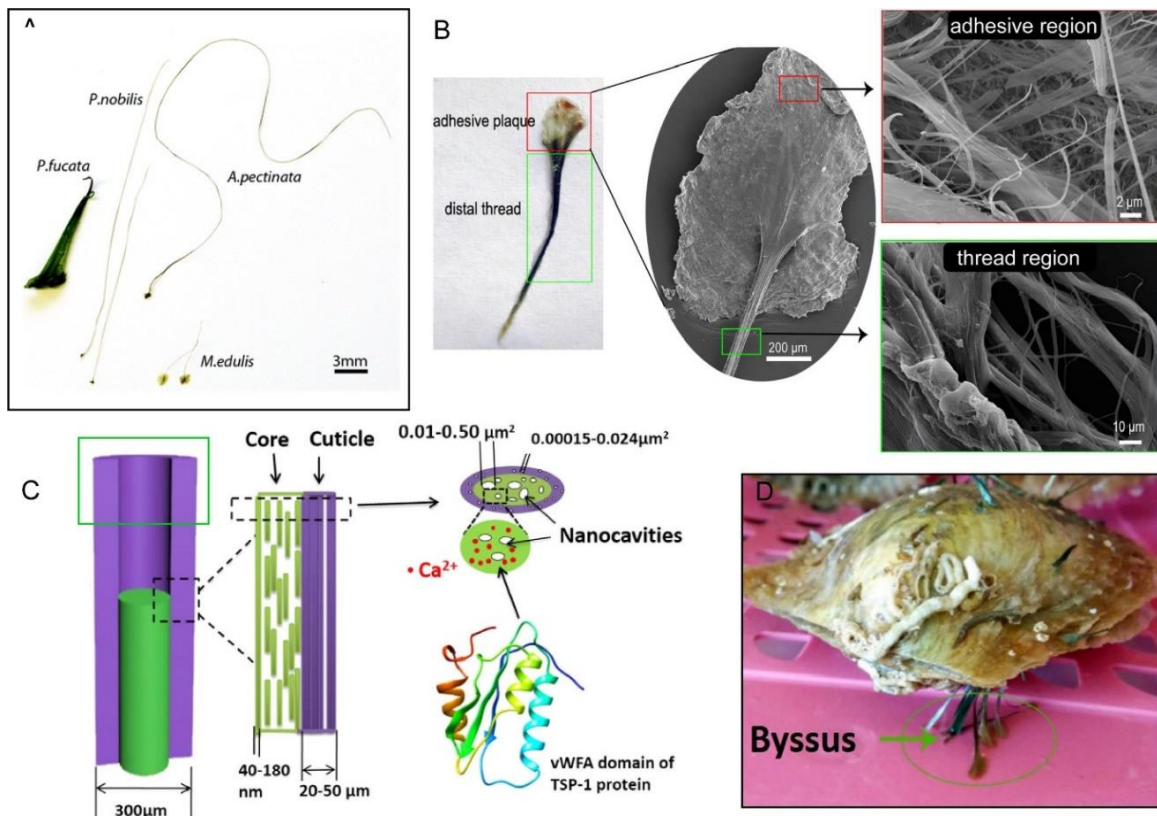 A
P.nobilis
P.fucata
A.pectinata
M.edulis
3mm
B
adhesive plaque
distal thread
200 µm
adhesive region
2 µm
thread region
10 µm
C
Core
Cuticle
0.01-0.50 µm²
0.00015-0.024µm²
Nanocavities
• Ca²⁺
40-180
nm
20-50 µm
300µm
vWFA domain of
TSP-1 protein
D
Byssus